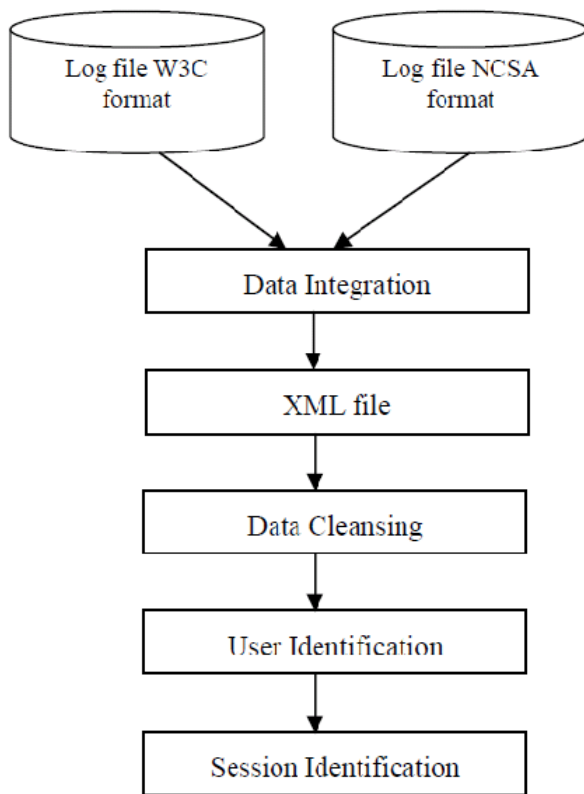 Log file W3C
format
Log file NCSA
format
Data Integration
XML file
Data Cleansing
User Identification
Session Identification